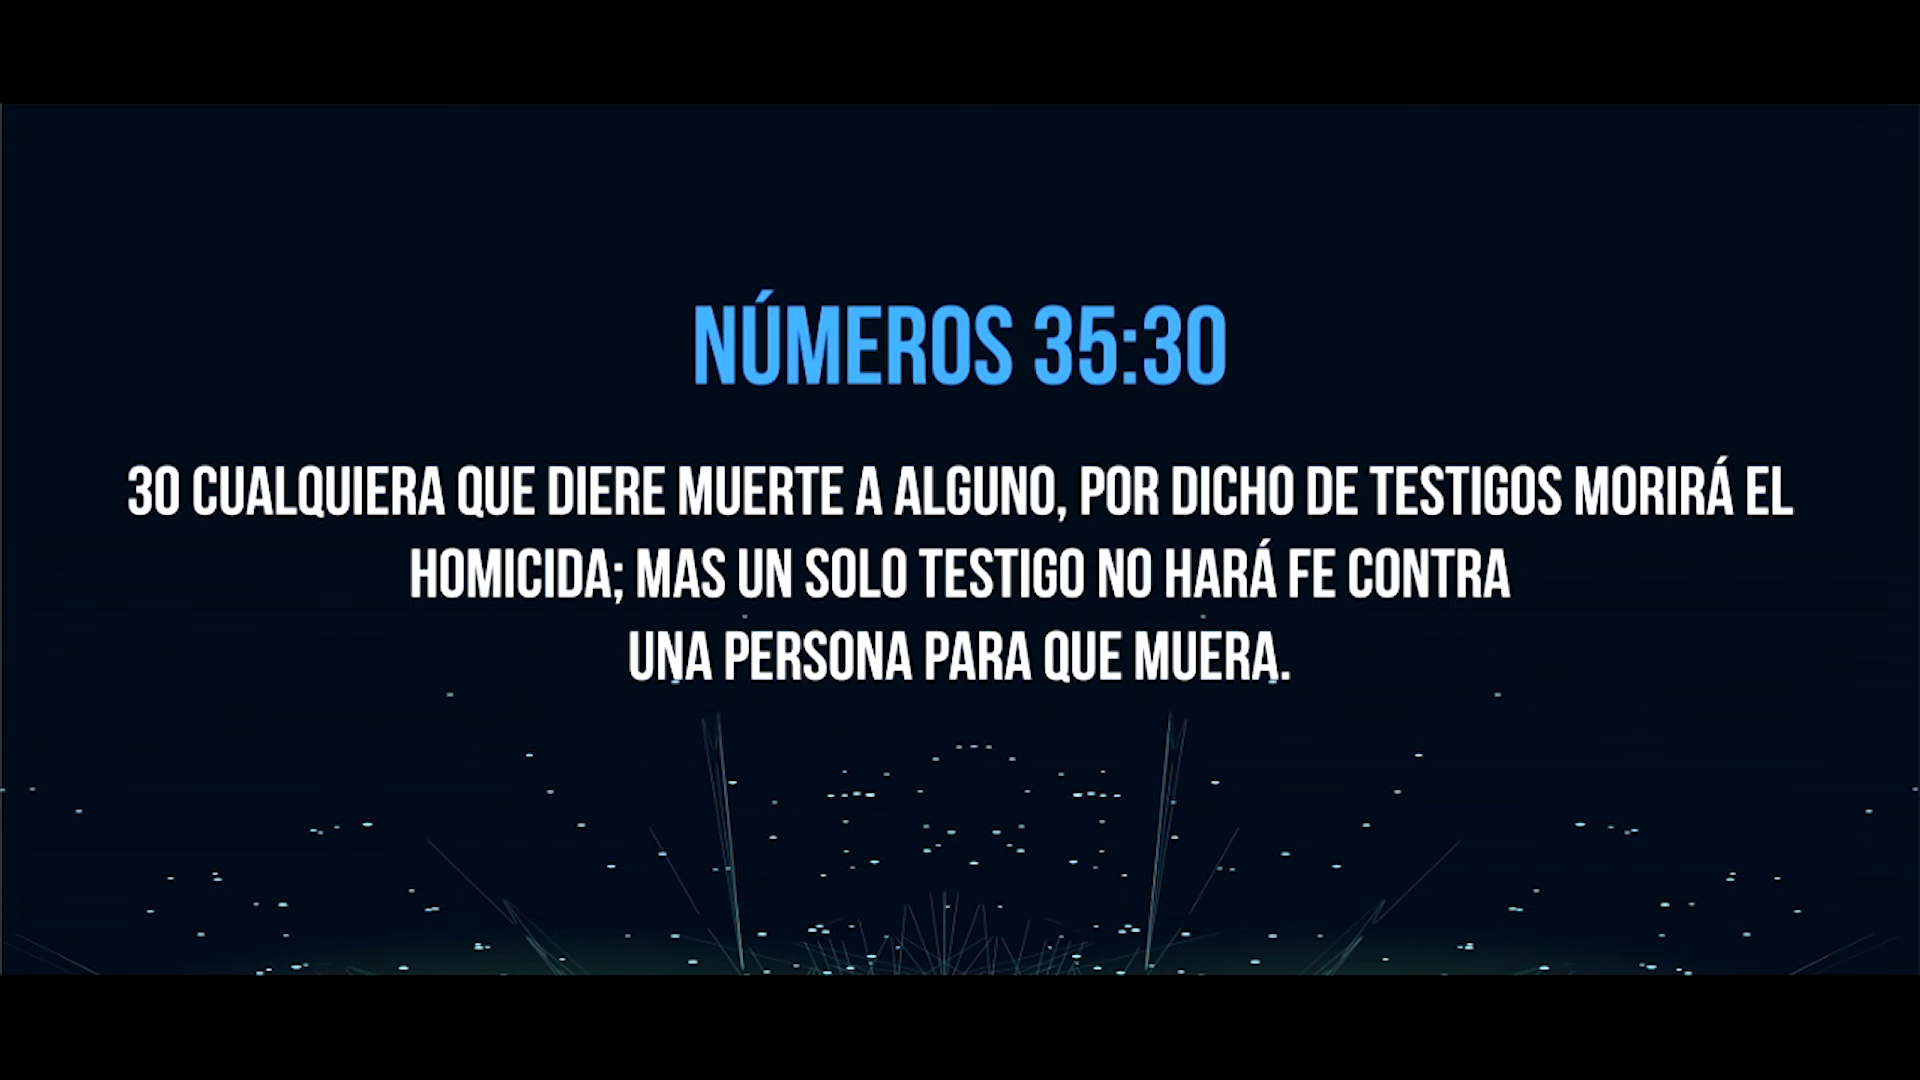 NÚMEROS 35:30
30 CUALQUIERA QUE DIERE MUERTE A ALGUNO, POR DICHO DE TESTIGOS MORIRÁ EL
HOMICIDA; MAS UN SOLO TESTIGO NO HARÁ FE CONTRA
UNA PERSONA PARA QUE MUERA.